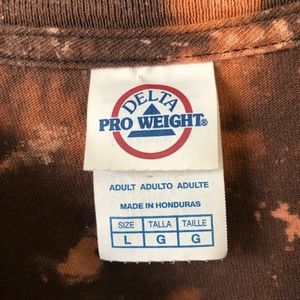 DELTA
PRO WEIGHT®
ADULT ADULTO ADULTE
MADE IN HONDURAS
SIZE TALLA TAILLE
L G G